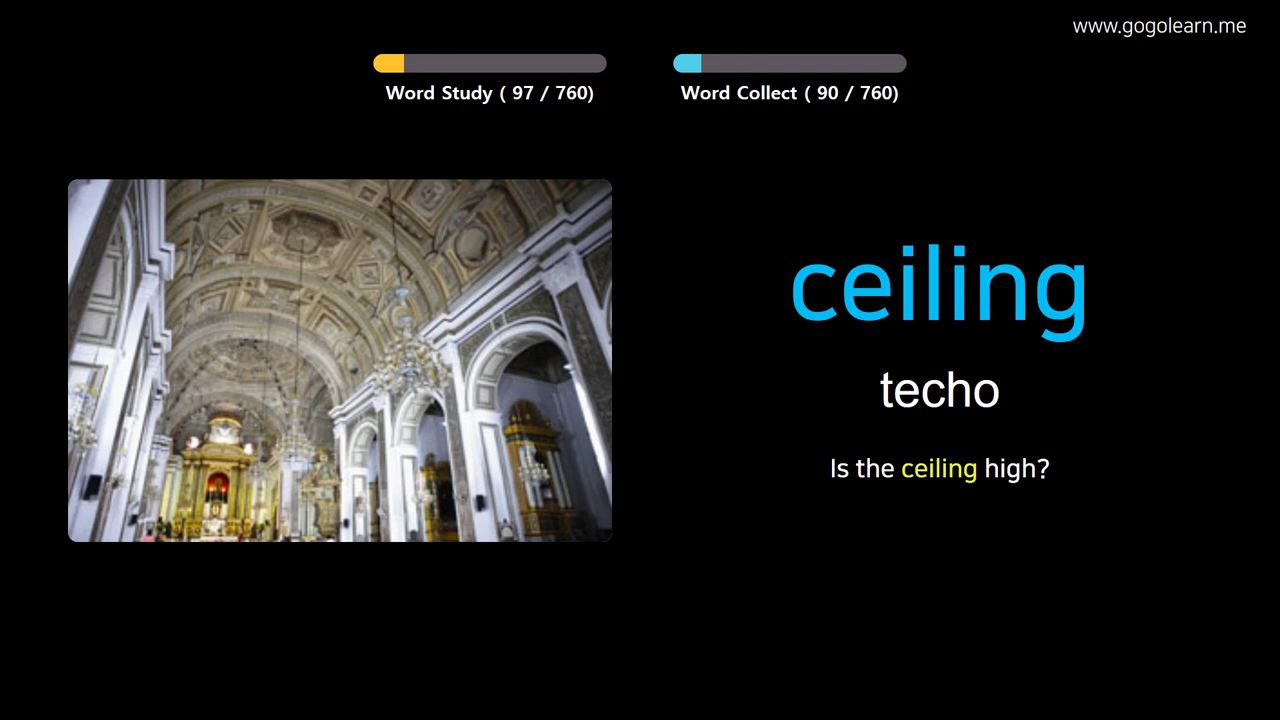 www.gogolearn.me
Word Study ( 97 / 760)
Word Collect ( 90 / 760)
ceiling
techo
Is the ceiling high?